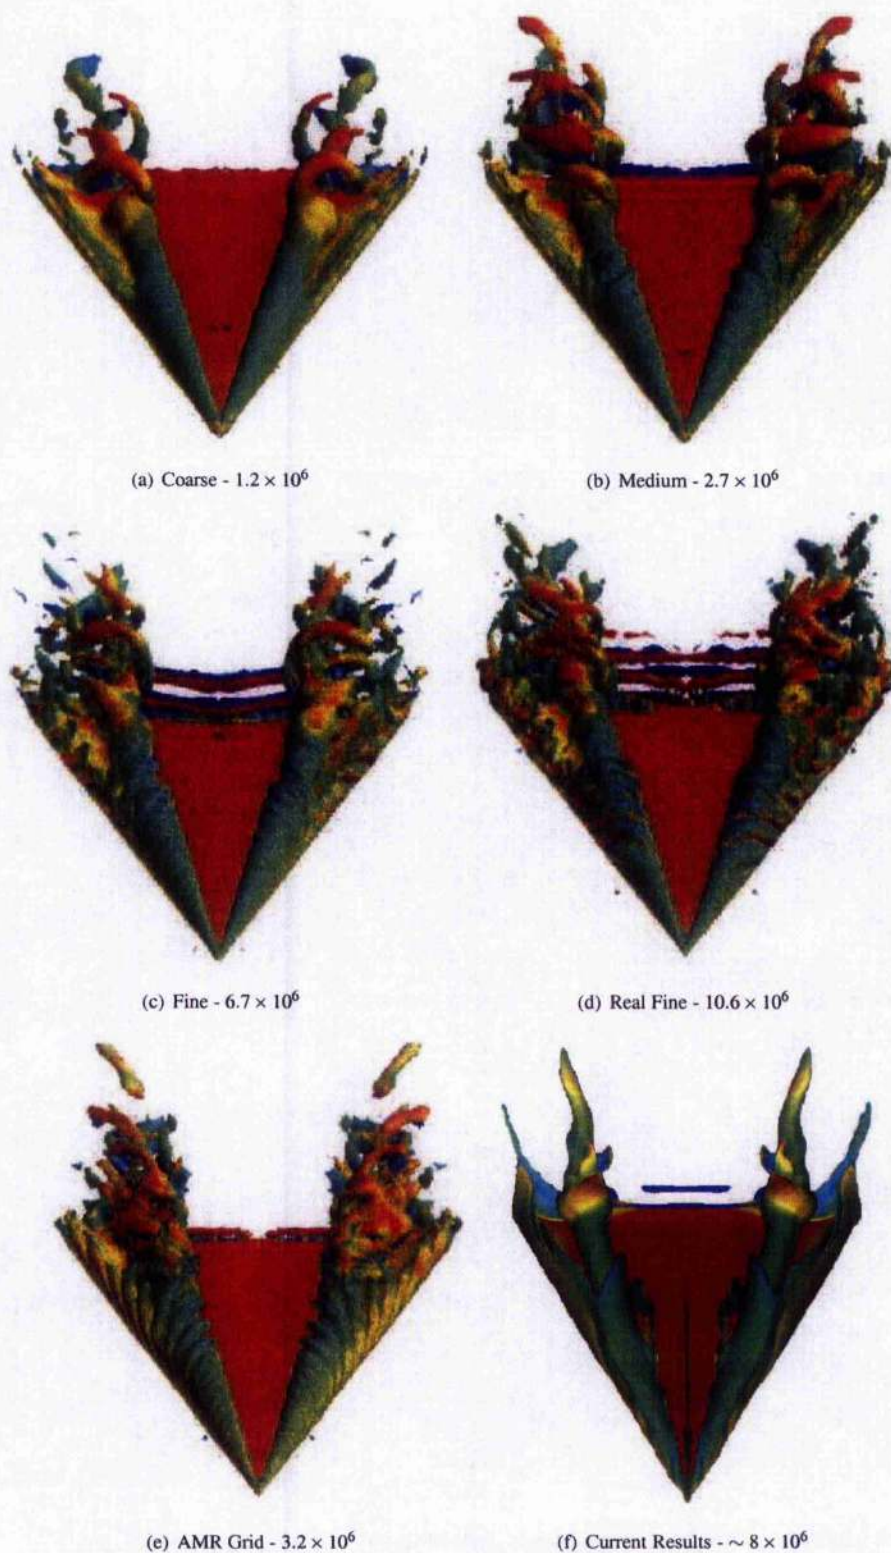 (a) Coarse - 1.2 × 10⁶
(b) Medium - 2.7 × 10⁶
(c) Fine - 6.7 × 10⁶
(d) Real Fine - 10.6 × 10⁶
(e) AMR Grid - 3.2 × 10⁶
(f) Current Results - ~ 8 × 10⁶